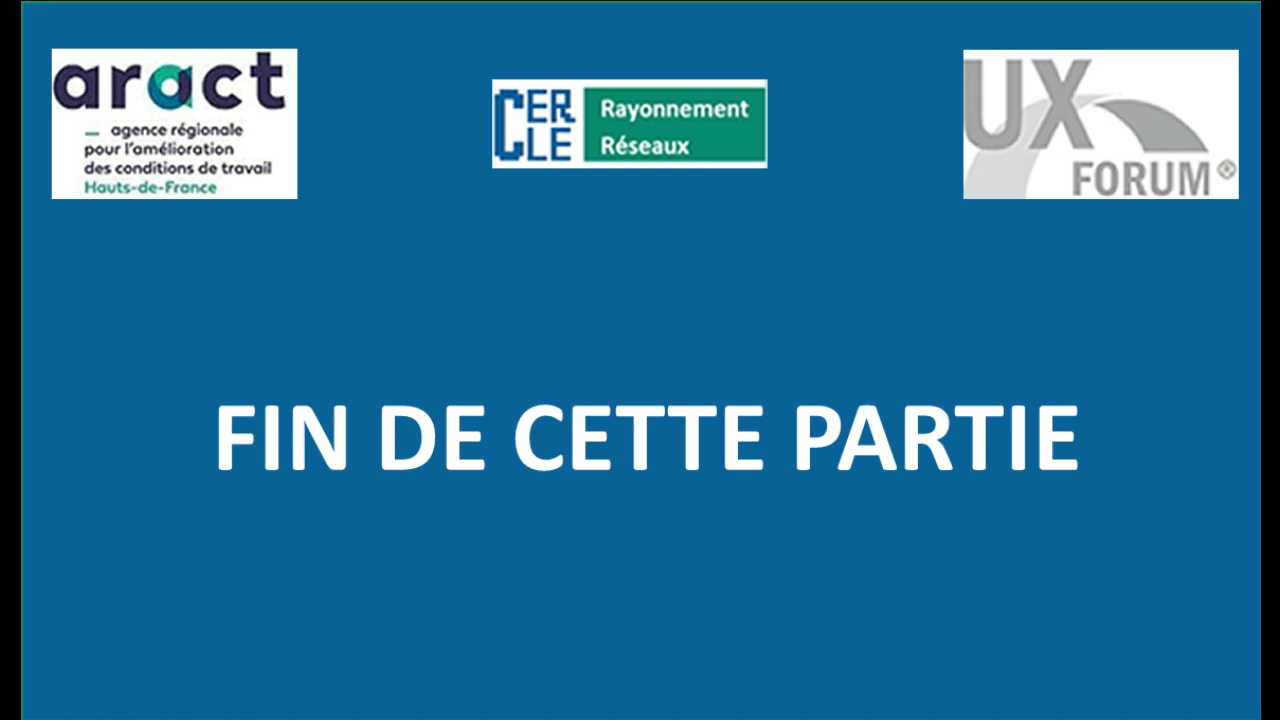 aract
agence régionale
pour l'amélioration
des conditions de travail
Hauts-de-France
CER
CLE
Rayonnement
Réseaux
UX
FORUM®
FIN DE CETTE PARTIE